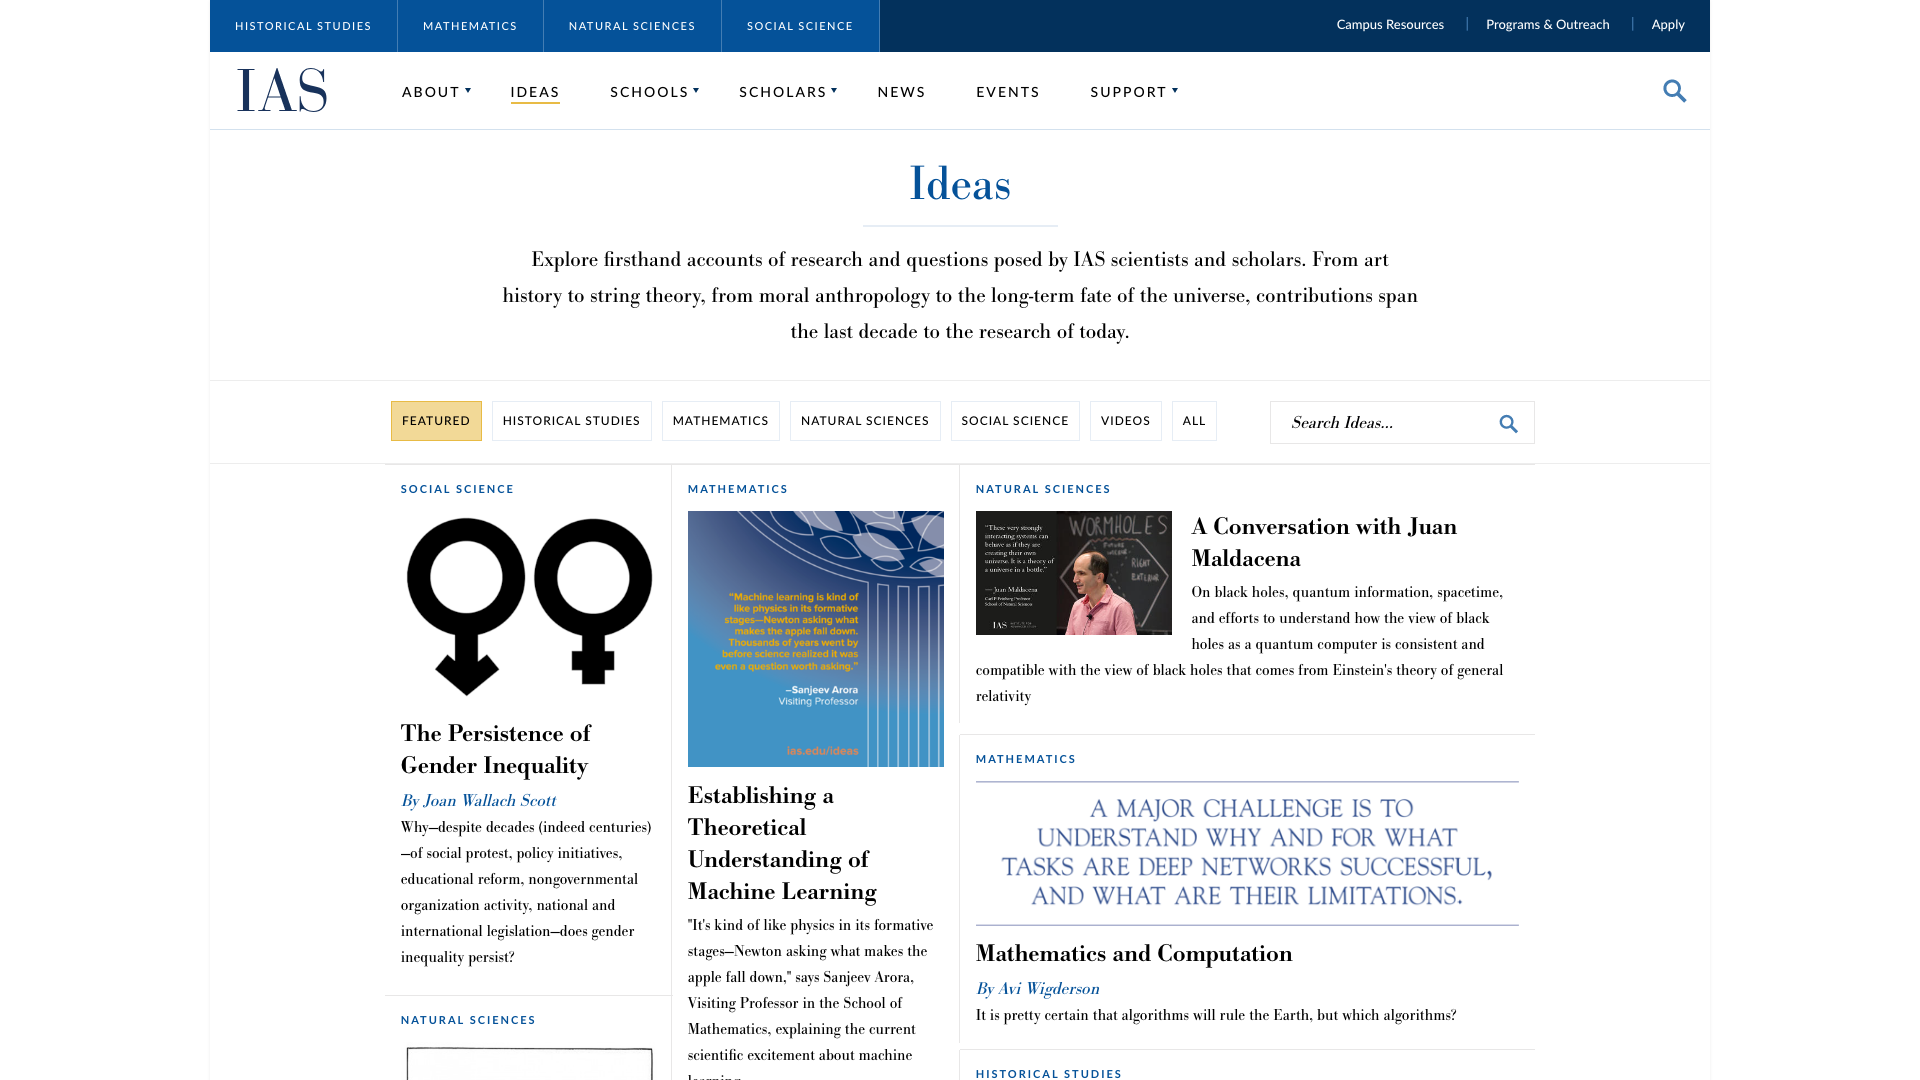 HISTORICAL STUDIES
MATHEMATICS
NATURAL SCIENCES
SOCIAL SCIENCE
Campus Resources
Programs & Outreach
Apply
IAS
ABOUT
IDEAS
SCHOOLS
SCHOLARS
NEWS
EVENTS
SUPPORT
Ideas
Explore firsthand accounts of research and questions posed by IAS scientists and scholars. From art
history to string theory, from moral anthropology to the long-term fate of the universe, contributions span
the last decade to the research of today.
FEATURED
HISTORICAL STUDIES
MATHEMATICS
NATURAL SCIENCES
SOCIAL SCIENCE
VIDEOS
ALL
Search Ideas...
SOCIAL SCIENCE
The Persistence of
Gender Inequality
By Joan Wallach Scott
Why—despite decades (indeed centuries)
—of social protest, policy initiatives,
educational reform, nongovernmental
organization activity, national and
international legislation—does gender
inequality persist?
NATURAL SCIENCES
MATHEMATICS
"Machine learning is kind of
like physics in its formative
stages—Newton asking what
makes the apple fall down.
Thousands of years went by
before science realized it was
even a question worth asking."
–Sanjeev Arora
Visiting Professor
ias.edu/ideas
Establishing a
Theoretical
Understanding of
Machine Learning
"It's kind of like physics in its formative
stages—Newton asking what makes the
apple fall down," says Sanjeev Arora,
Visiting Professor in the School of
Mathematics, explaining the current
scientific excitement about machine
learning.
NATURAL SCIENCES
"These very strongly
interacting systems can
behave as if they are
creating their own
universe. It is a theory of
a universe in a bottle."
— Juan Maldacena
Carl P. Feinberg Professor
School of Natural Sciences
IAS
WORMHOLES
RIGHT
A Conversation with Juan
Maldacena
On black holes, quantum information, spacetime,
and efforts to understand how the view of black
holes as a quantum computer is consistent and
compatible with the view of black holes that comes from Einstein's theory of general
relativity
MATHEMATICS
A MAJOR CHALLENGE IS TO
UNDERSTAND WHY AND FOR WHAT
TASKS ARE DEEP NETWORKS SUCCESSFUL,
AND WHAT ARE THEIR LIMITATIONS.
Mathematics and Computation
By Avi Wigderson
It is pretty certain that algorithms will rule the Earth, but which algorithms?
HISTORICAL STUDIES